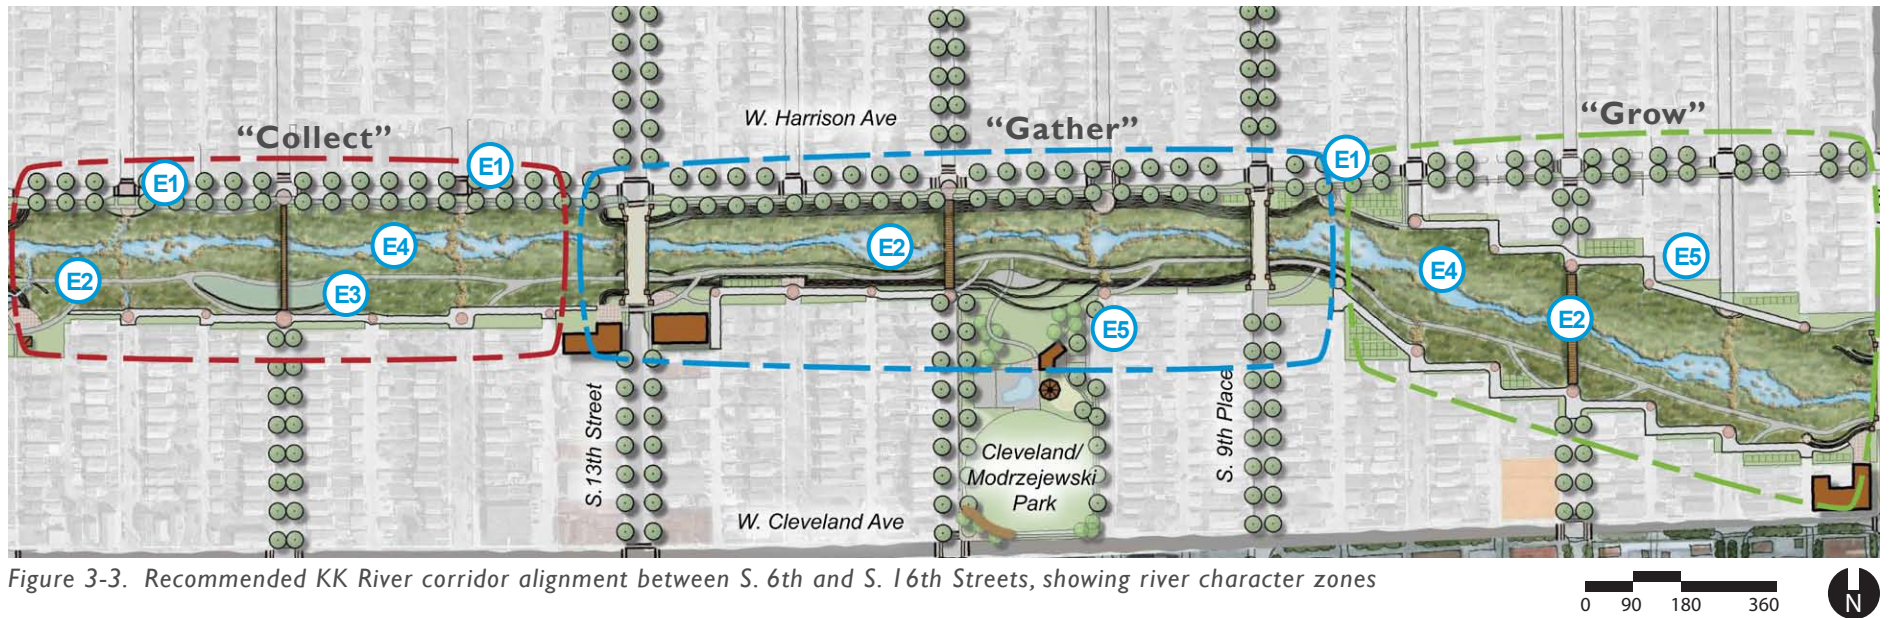 W. Harrison Ave
“Collect”
“Gather”
“Grow”
E1
E1
E1
E4
E2
E3
E2
E5
E4
E2
E5
S.13th Street
S. 9th Place
Cleveland/
Modrzejewski
Park
W. Cleveland Ave
Figure 3-3. Recommended KK River corridor alignment between S. 6th and S. 16th Streets, showing river character zones
0 90 180 360
N